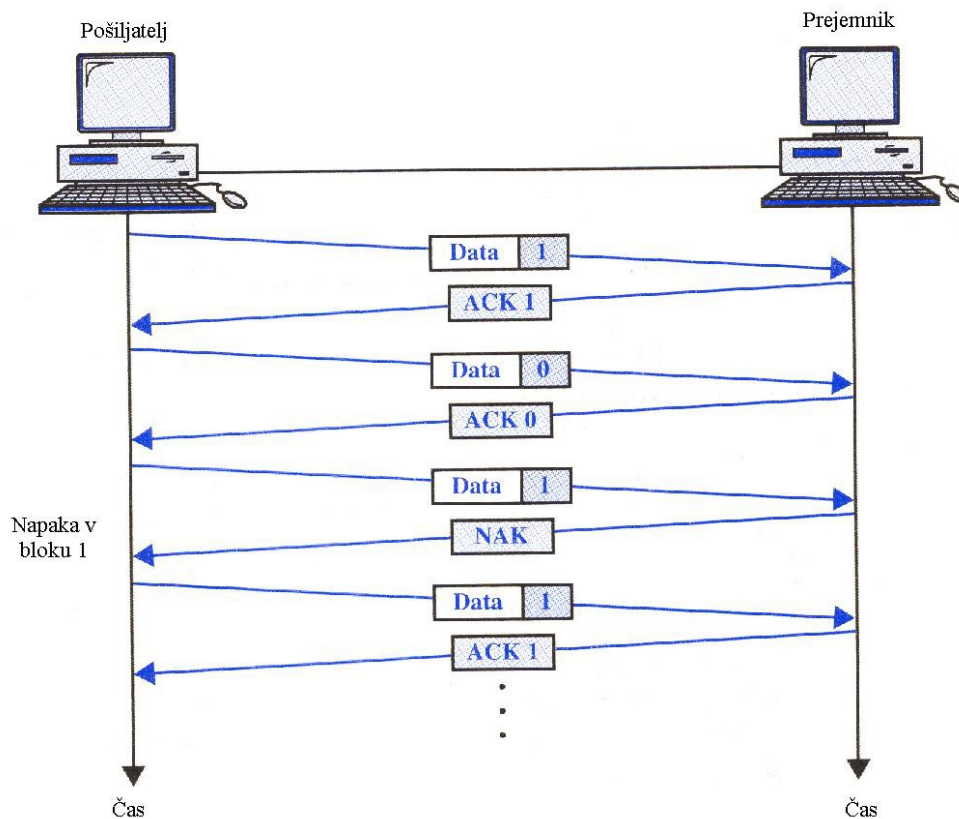 Pošiljatelj
Prejemnik
Data 1
ACK 1
Data 0
ACK 0
Data 1
Napaka v
bloku 1
NAK
Data 1
ACK 1
Čas
Čas